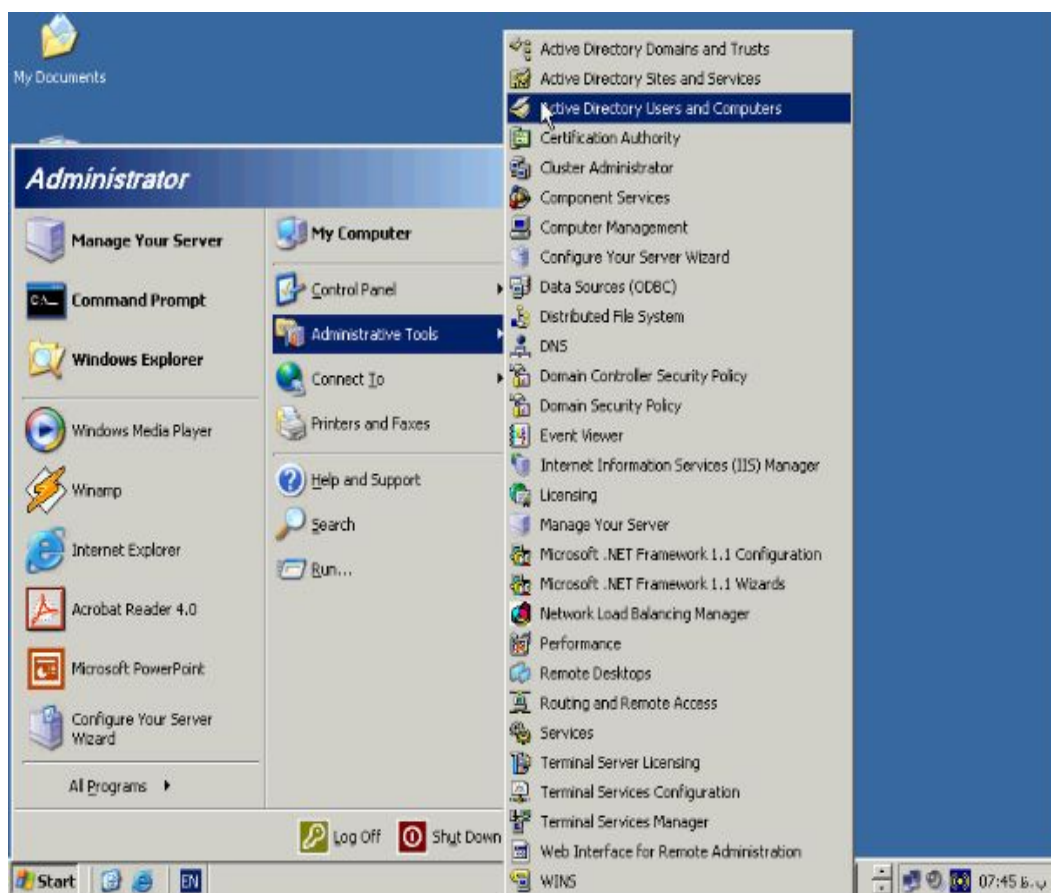 My Documents
Administrator
Manage Your Server
Command Prompt
Windows Explorer
Windows Media Player
Winamp
Internet Explorer
Acrobat Reader 4.0
Microsoft PowerPoint
Configure Your Server
Wizard
All Programs
My Computer
Control Panel
Administrative Tools
Connect To
Printers and Faxes
Help and Support
Search
Run...
Log Off
Shut Down
Active Directory Domains and Trusts
Active Directory Sites and Services
Active Directory Users and Computers
Certification Authority
Cluster Administrator
Component Services
Computer Management
Configure Your Server Wizard
Data Sources (ODBC)
Distributed File System
DNS
Domain Controller Security Policy
Domain Security Policy
Event Viewer
Internet Information Services (IIS) Manager
Licensing
Manage Your Server
Microsoft .NET Framework 1.1 Configuration
Microsoft .NET Framework 1.1 Wizards
Network Load Balancing Manager
Performance
Remote Desktops
Routing and Remote Access
Services
Terminal Server Licensing
Terminal Services Configuration
Terminal Services Manager
Web Interface for Remote Administration
WINS
Start
EN
07:45